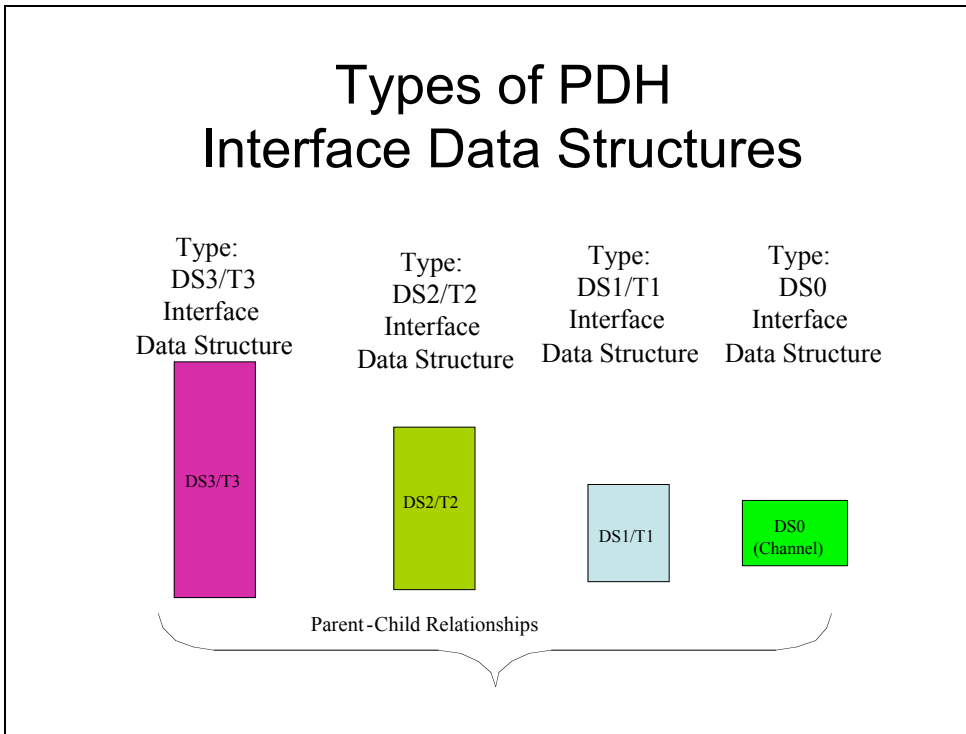 Types of PDH
Interface Data Structures
Type:
DS3/T3
Interface
Data Structure
Type:
DS2/T2
Interface
Data Structure
Type:
DS1/T1
Interface
Data Structure
Type:
DS0
Interface
Data Structure
DS3/T3
DS2/T2
DS1/T1
DS0
(Channel)
Parent-Child Relationships